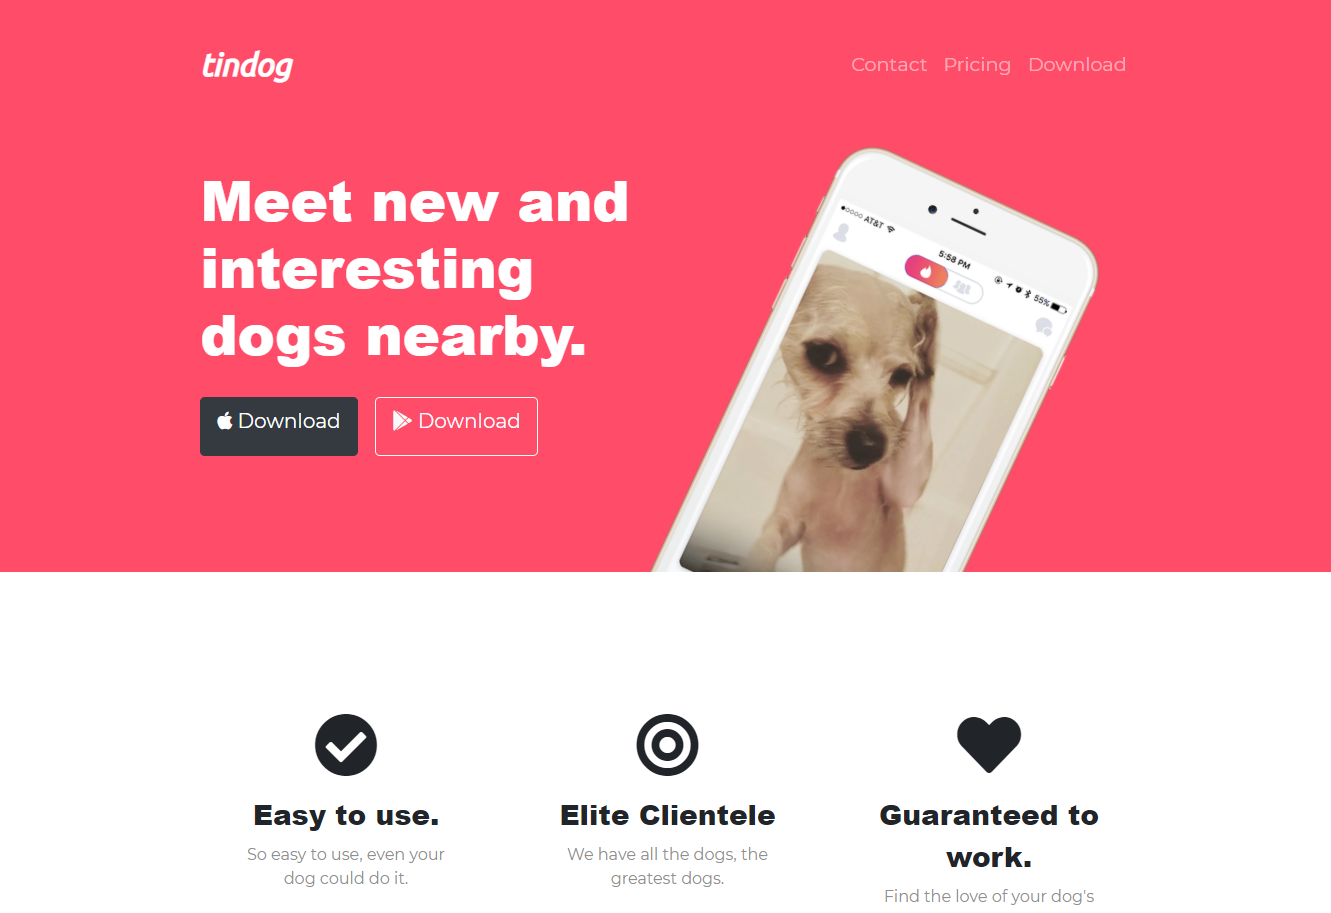 tindog
Contact Pricing Download
Meet new and
interesting
dogs nearby.
Download Download
AT&T
5:58 PM
55%
Easy to use. Elite Clientele Guaranteed to
work.
So easy to use, even your
dog could do it.
We have all the dogs, the
greatest dogs.
Find the love of your dog's